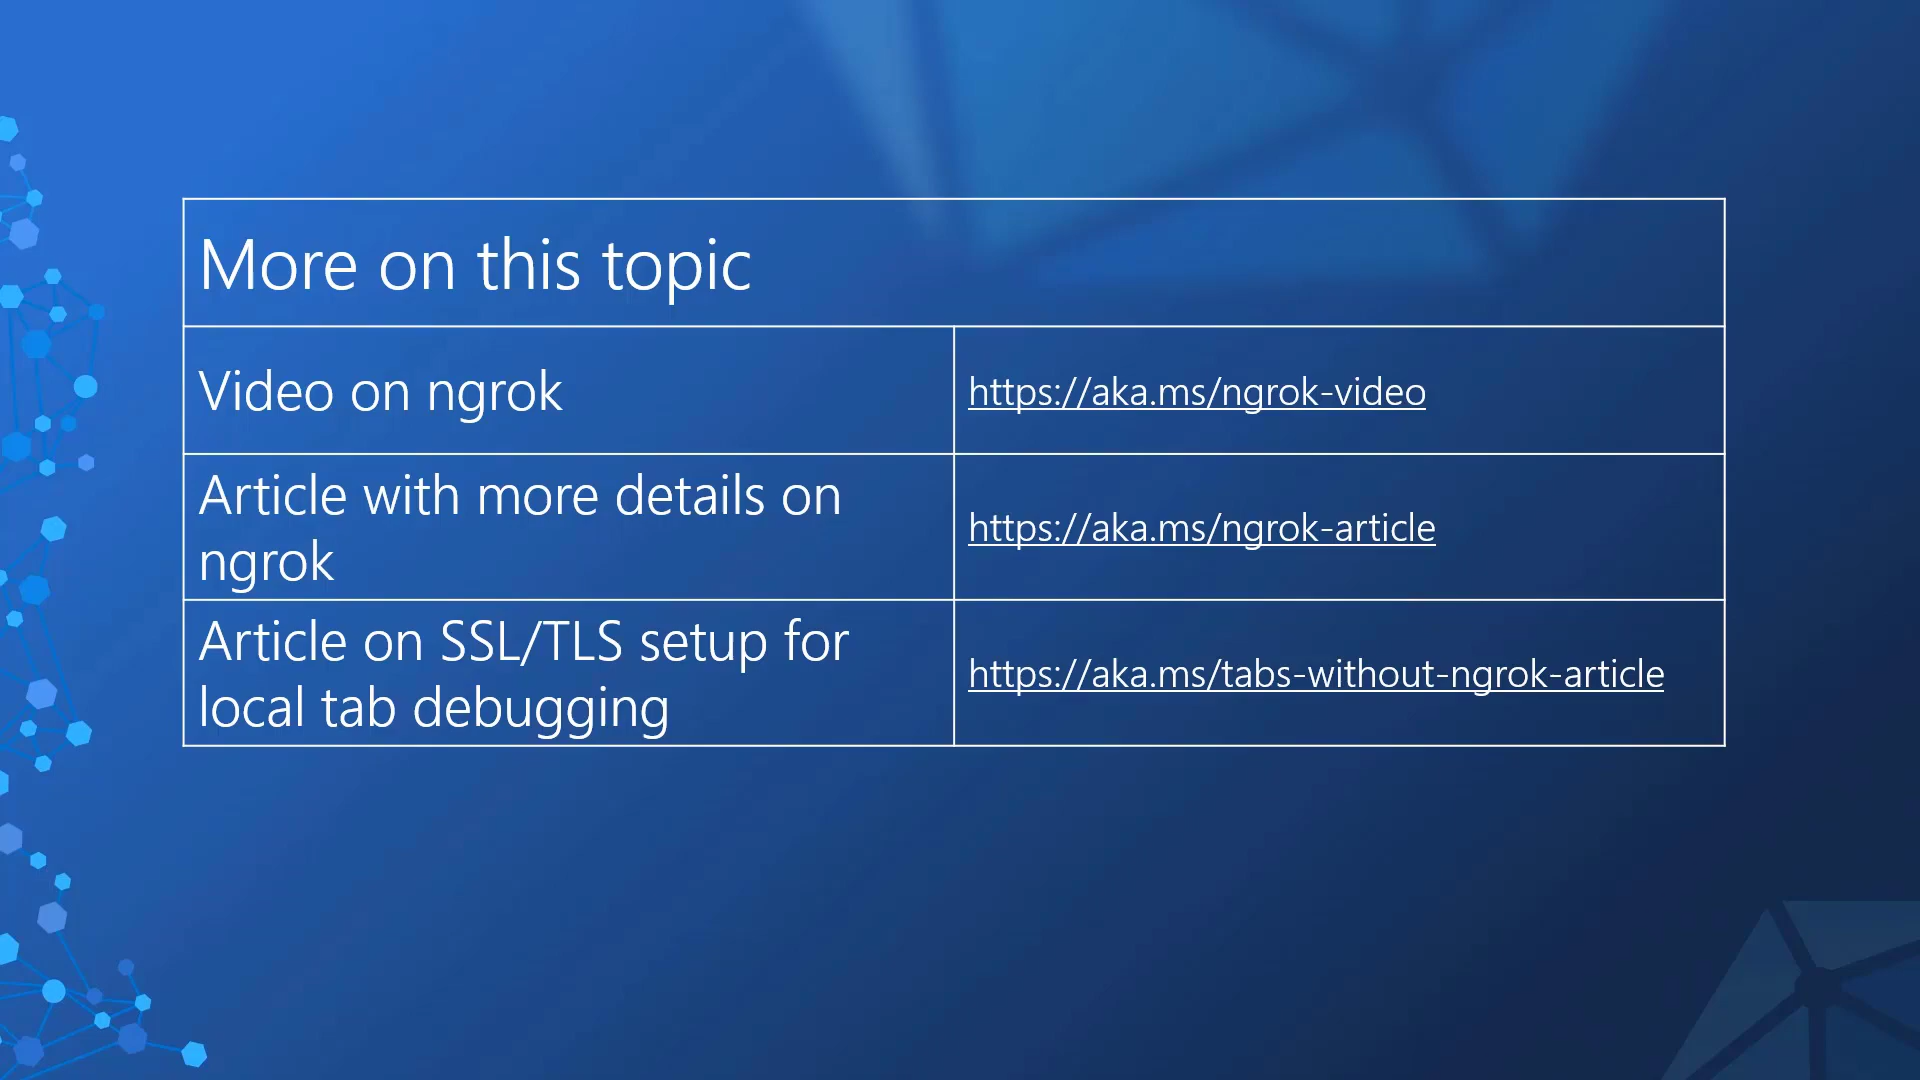 More on this topic
Video on ngrok
https://aka.ms/ngrok-video
Article with more details on
ngrok
https://aka.ms/ngrok-article
Article on SSL/TLS setup for
local tab debugging
https://aka.ms/tabs-without-ngrok-article